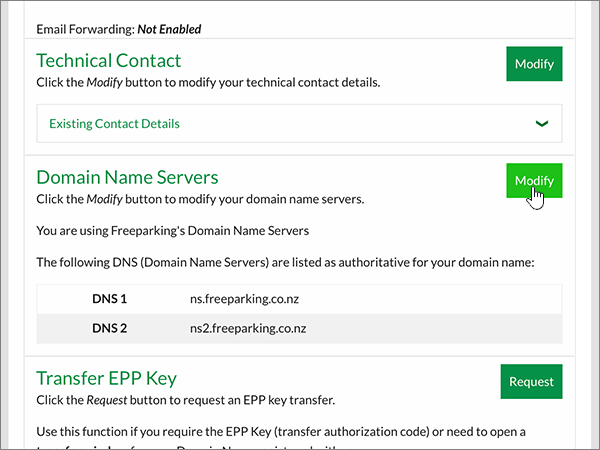 Email Forwarding: Not Enabled
Technical Contact
Modify
Click the Modify button to modify your technical contact details.
Existing Contact Details
Domain Name Servers
Modify
Click the Modify button to modify your domain name servers.
You are using Freeparking's Domain Name Servers
The following DNS (Domain Name Servers) are listed as authoritative for your domain name:
DNS 1 ns.freeparking.co.nz
DNS 2 ns2.freeparking.co.nz
Transfer EPP Key
Request
Click the Request button to request an EPP key transfer.
Use this function if you require the EPP Key (transfer authorization code) or need to open a